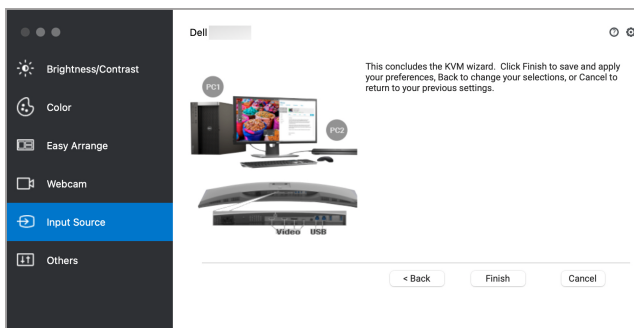 Dell
Brightness/Contrast
Color
Easy Arrange
Webcam
Input Source
Others
This concludes the KVM wizard.  Click Finish to save and apply
your preferences, Back to change your selections, or Cancel to
return to your previous settings.
PC1
PC2
Video USB
< Back
Finish
Cancel